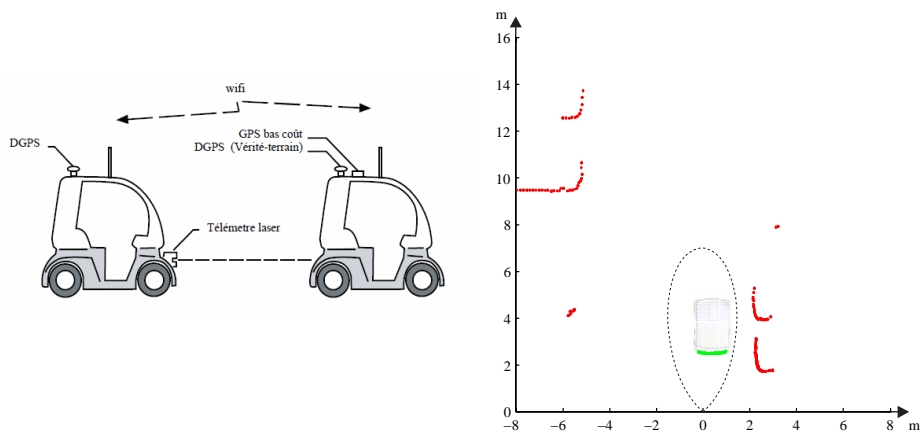 wifi
GPS bas coût
DGPS
DGPS (Vérité-terrain)
Télémetre laser
m
16
14
12
10
8
6
4
2
0
−8
−6
−4
−2
0
2
4
6
8
m